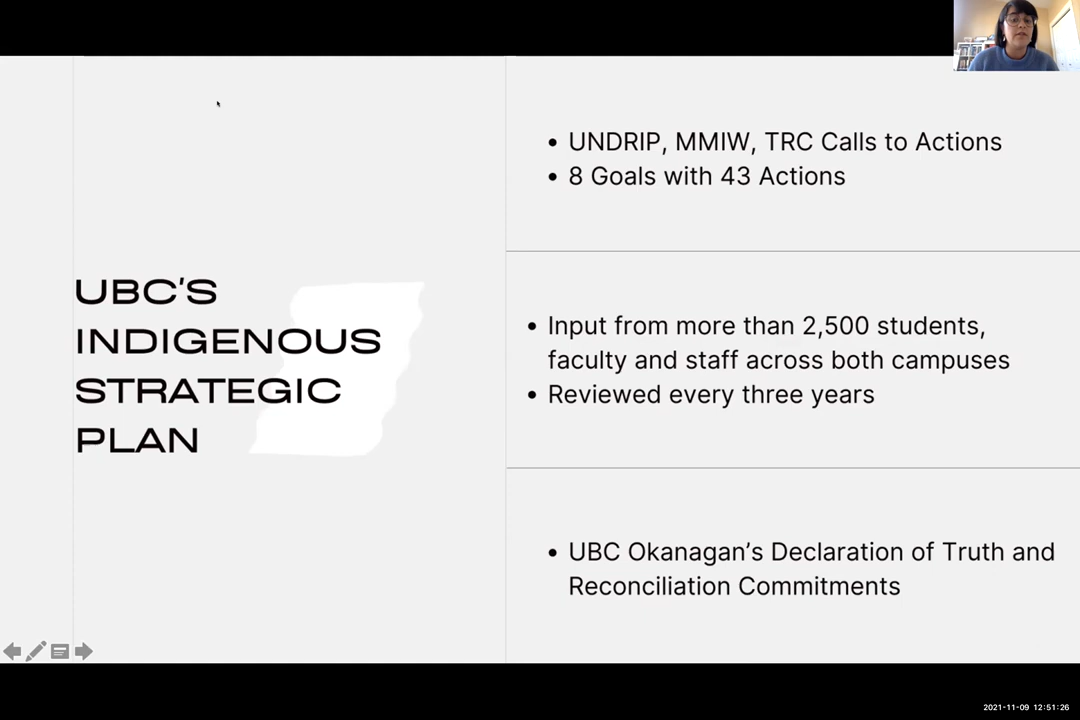 UBC'S
INDIGENOUS
STRATEGIC
PLAN
• UNDRIP, MMIW, TRC Calls to Actions
• 8 Goals with 43 Actions
• Input from more than 2,500 students,
faculty and staff across both campuses
• Reviewed every three years
• UBC Okanagan’s Declaration of Truth and
Reconciliation Commitments
2021-11-09 12:51:26